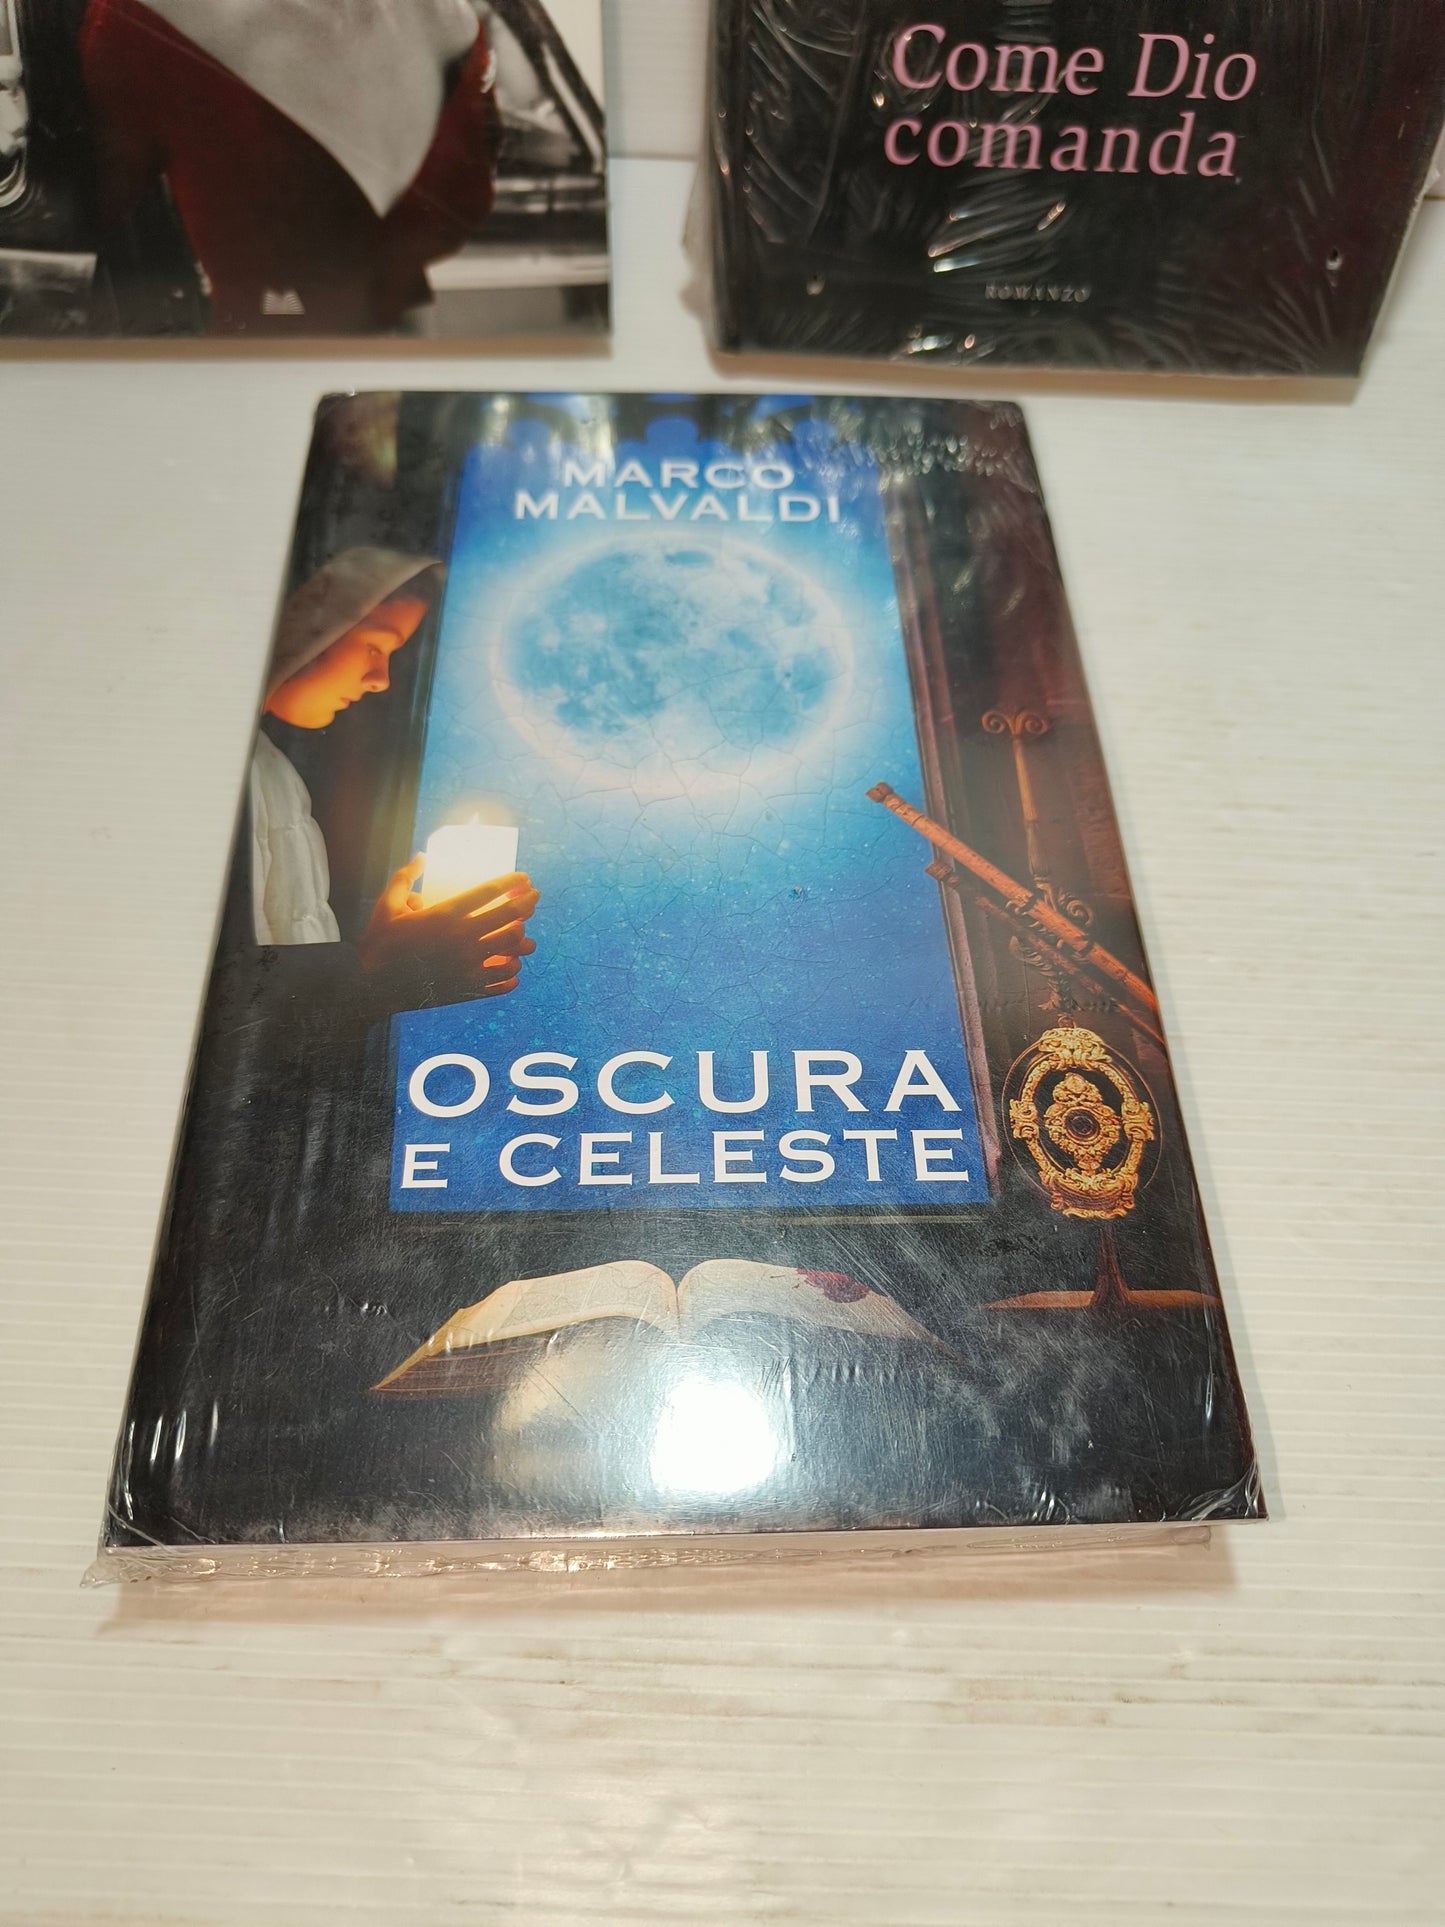 Come Dio
comanda
ROMANZO
MARCO
MALVALDI
OSCURA
E CELESTE